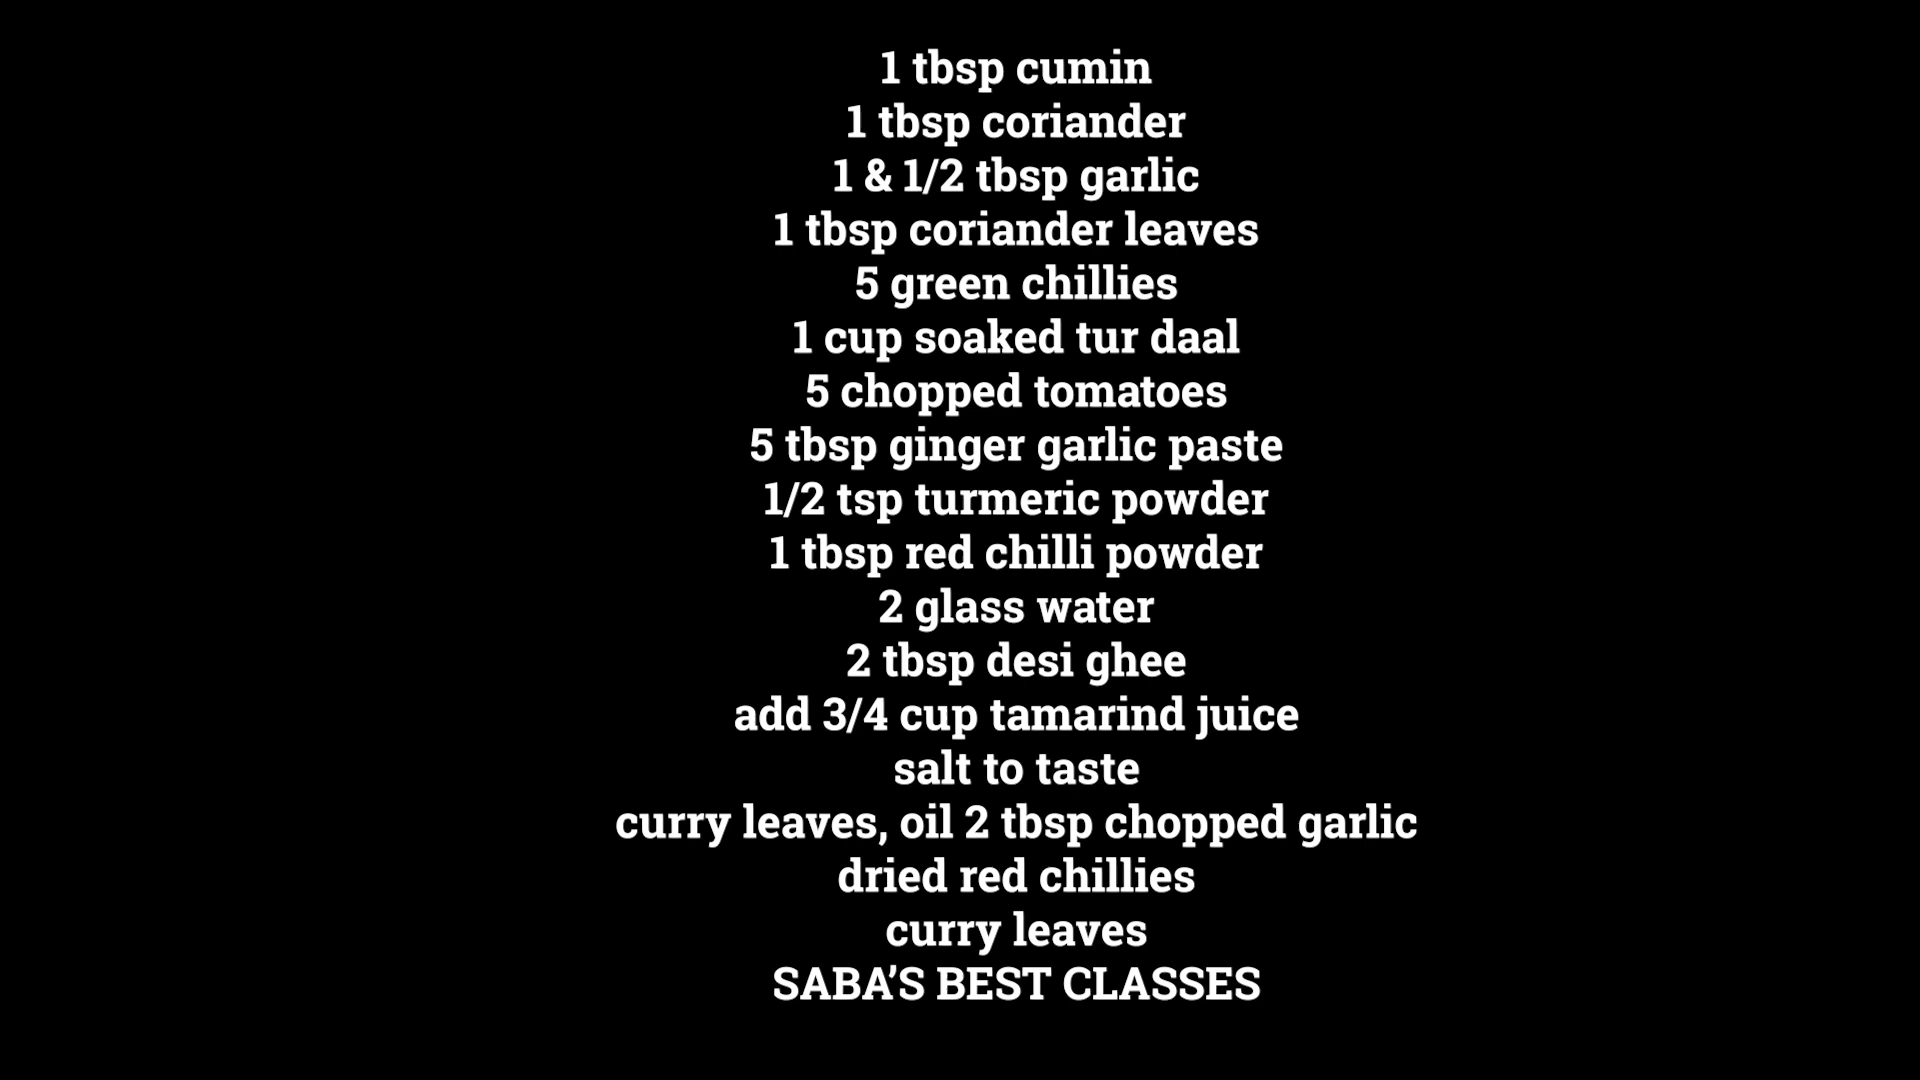 1 tbsp cumin
1 tbsp coriander
1 & 1/2 tbsp garlic
1 tbsp coriander leaves
5 green chillies
1 cup soaked tur daal
5 chopped tomatoes
5 tbsp ginger garlic paste
1/2 tsp turmeric powder
1 tbsp red chilli powder
2 glass water
2 tbsp desi ghee
add 3/4 cup tamarind juice
salt to taste
curry leaves, oil 2 tbsp chopped garlic
dried red chillies
curry leaves
SABA’S BEST CLASSES